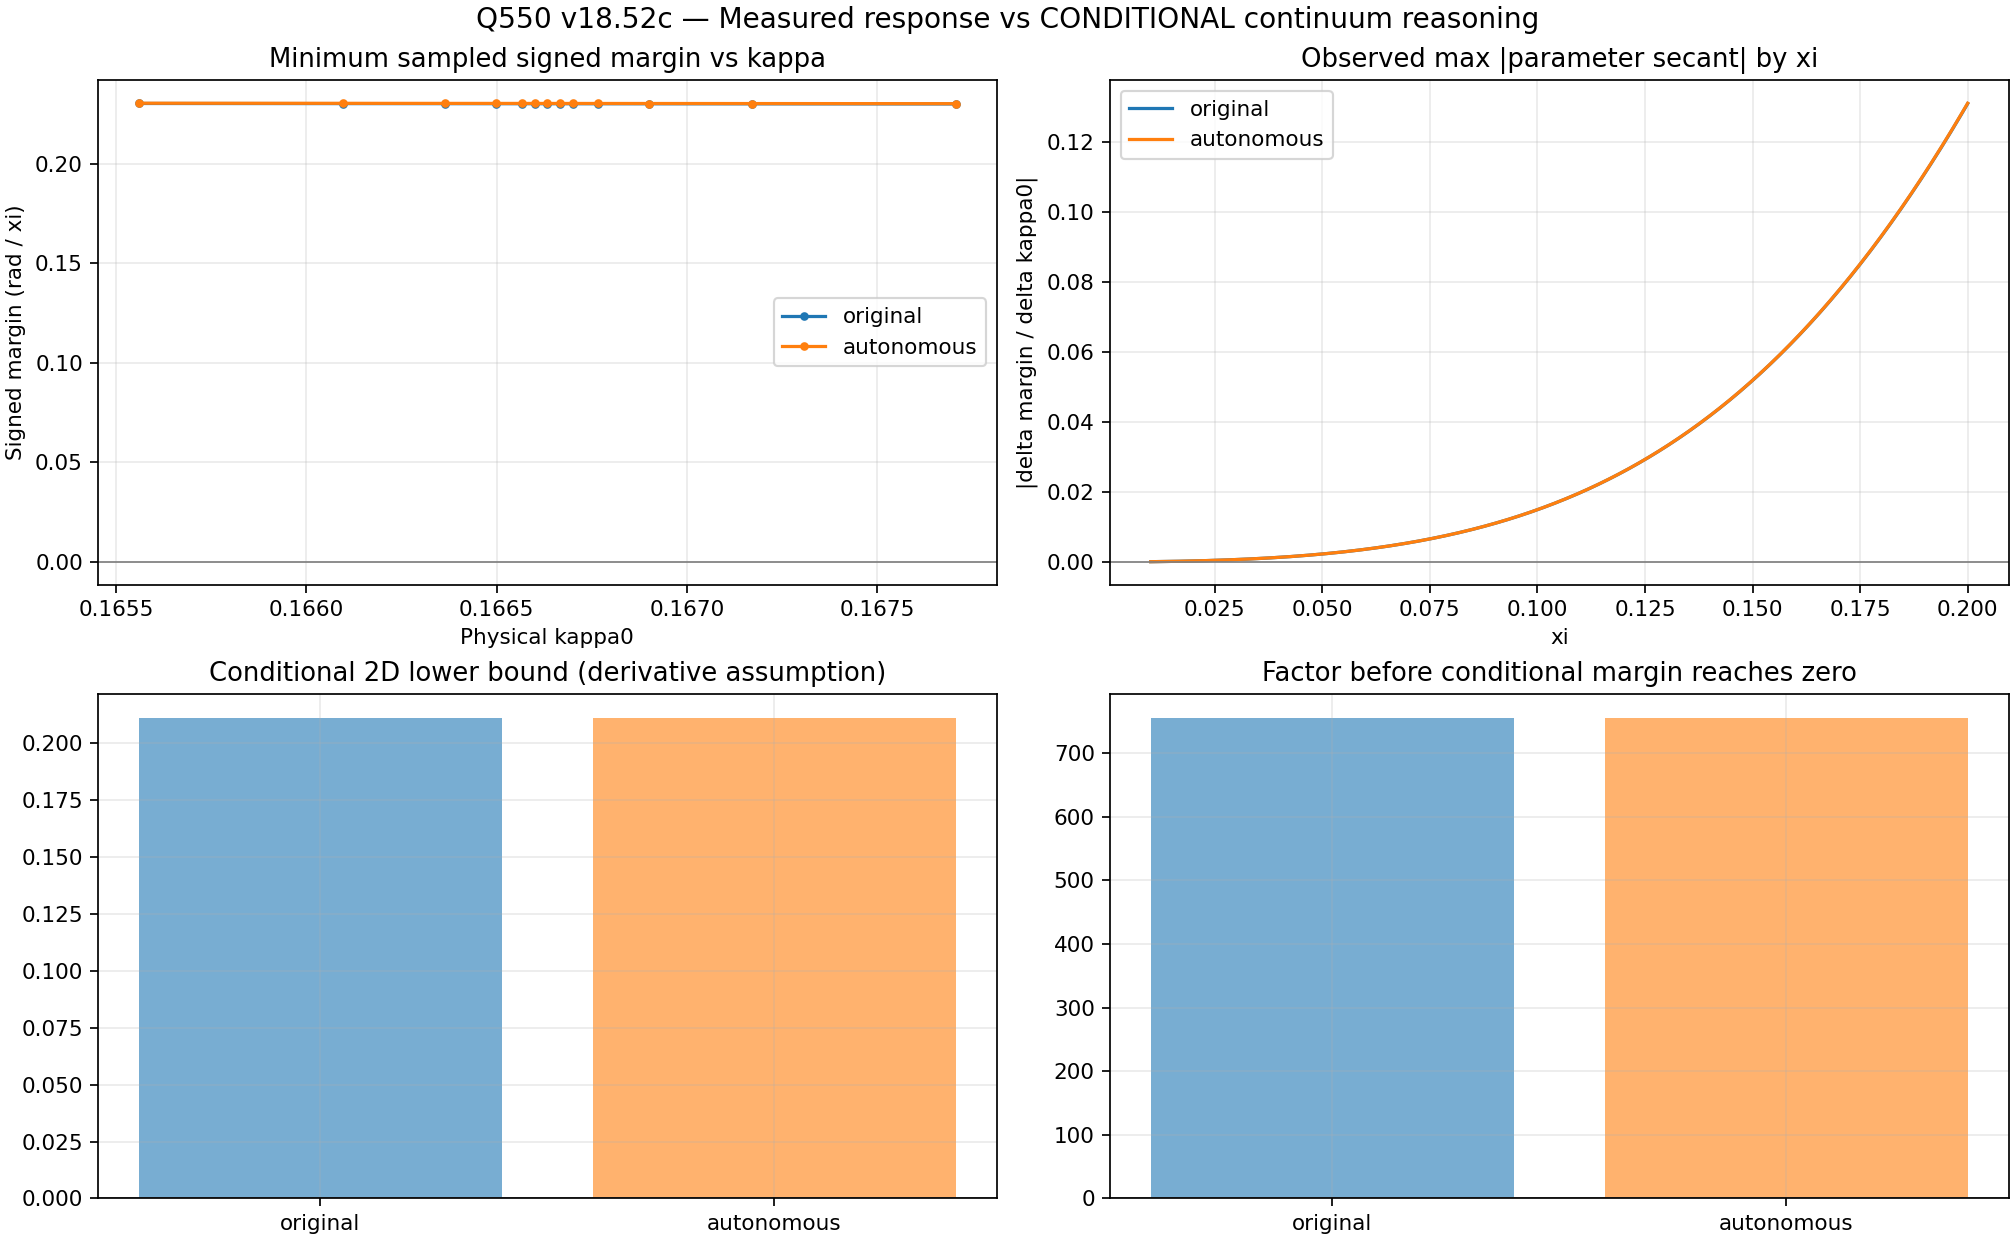 Q550 v18.52c — Measured response vs CONDITIONAL continuum reasoning
Minimum sampled signed margin vs kappa
Signed margin (rad / xi)
0.20
0.15
0.10
0.05
0.00
original
autonomous
0.1655
0.1660
0.1665
0.1670
0.1675
Physical kappa0
Observed max |parameter secant| by xi
|delta margin / delta kappa0|
original
autonomous
0.12
0.10
0.08
0.06
0.04
0.02
0.00
0.025
0.050
0.075
0.100
0.125
0.150
0.175
0.200
xi
Conditional 2D lower bound (derivative assumption)
0.200
0.175
0.150
0.125
0.100
0.075
0.050
0.025
0.000
original
autonomous
Factor before conditional margin reaches zero
700
600
500
400
300
200
100
0
original
autonomous